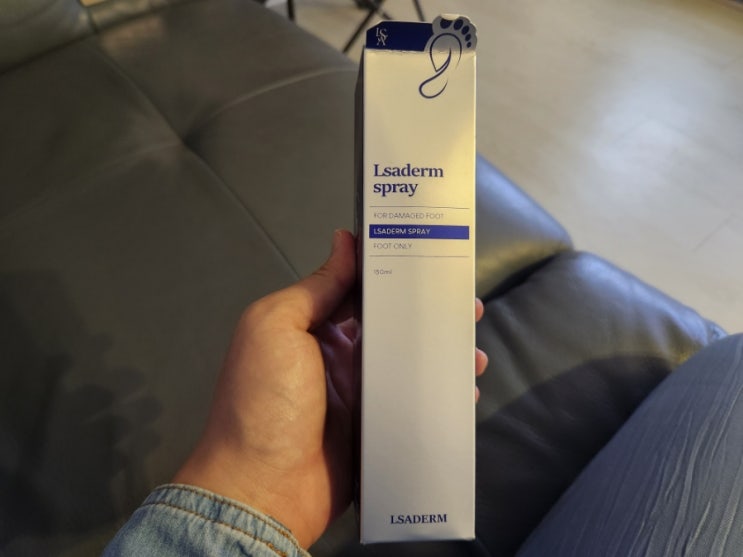 LSA
Lsaderm
spray
FOR DAMAGED FOOT
LSADERM SPRAY
FOOT ONLY
150ml
LSADERM